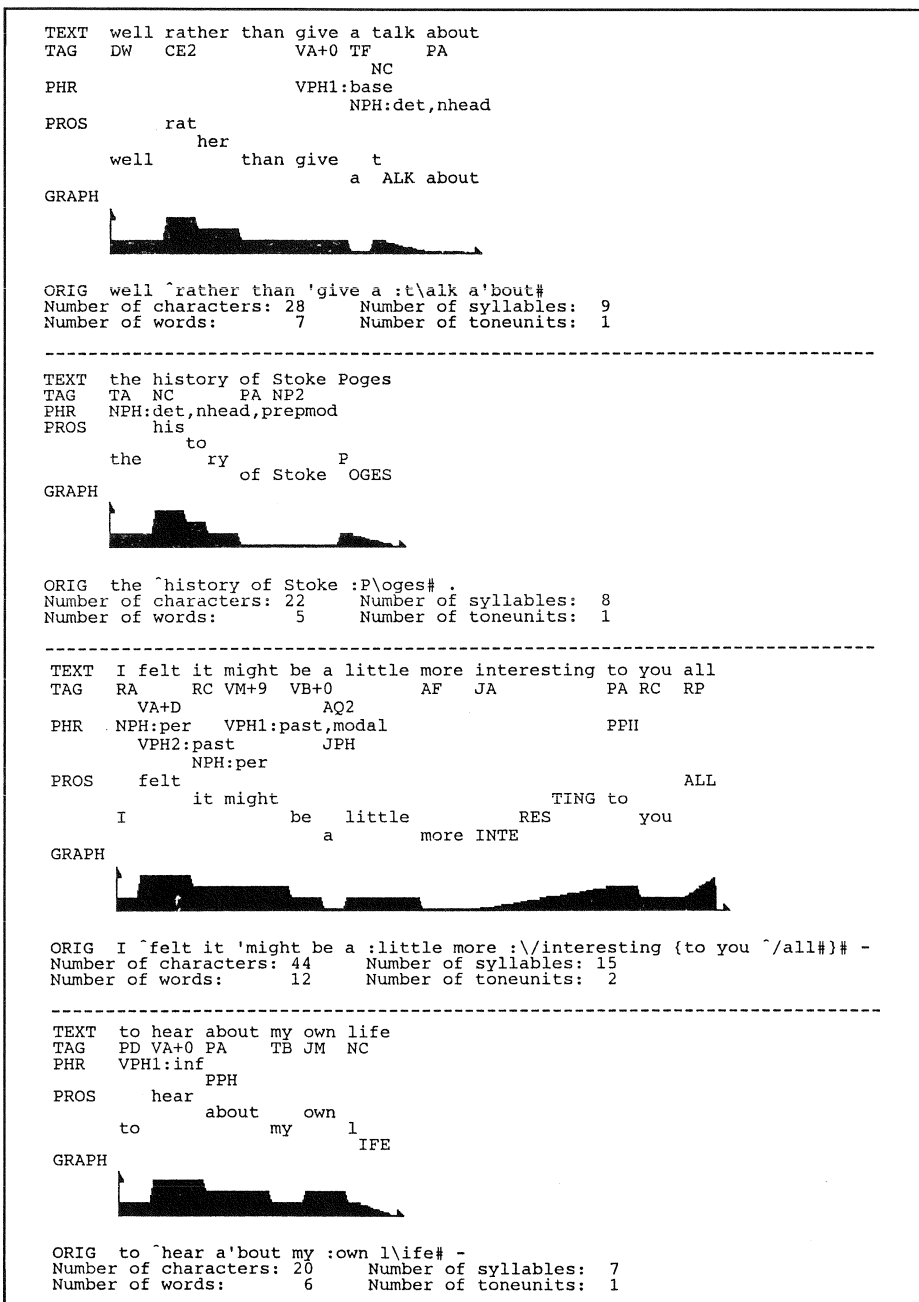 TEXT  well rather than give a talk about
TAG   DW   CE2         VA+0 TF     PA
                              NC
PHR                    VPH1:base
                            NPH:det,nhead
PROS       rat
              her
      well         than give   t
                            a  ALK about
GRAPH
ORIG  well ^rather than 'give a :t\alk a'bout#
Number of characters: 28     Number of syllables:  9
Number of words:       7     Number of toneunits:  1
TEXT  the history of Stoke Poges
TAG   TA  NC      PA NP2
PHR   NPH:det,nhead,prepmod
PROS      his
             to
      the      ry          P
                  of Stoke  OGES
GRAPH
ORIG  the ^history of Stoke :P\oges# .
Number of characters: 22     Number of syllables:  8
Number of words:       5     Number of toneunits:  1
TEXT  I felt it might be a little more interesting to you all
TAG   RA     RC VM+9  VB+0        AF   JA            PA RC  RP
        VA+D             AQ2
PHR   NPH:per   VPH1:past,modal                      PPH
        VPH2:past        JPH
             NPH:per
PROS    felt                                                ALL
             it might                           TING to
      I               be   little            RES        you
                         a        more INTE
GRAPH
ORIG  I ^felt it 'might be a :little more :\/interesting {to you ^/all#}# -
Number of characters: 44     Number of syllables: 15
Number of words:      12     Number of toneunits:  2
TEXT  to hear about my own life
TAG   PD VA+0 PA    TB JM  NC
PHR   VPH1:inf
              PPH
PROS     hear
              about    own
      to            my     l
                            IFE
GRAPH
ORIG  to ^hear a'bout my :own l\ife# -
Number of characters: 20     Number of syllables:  7
Number of words:       6     Number of toneunits:  1